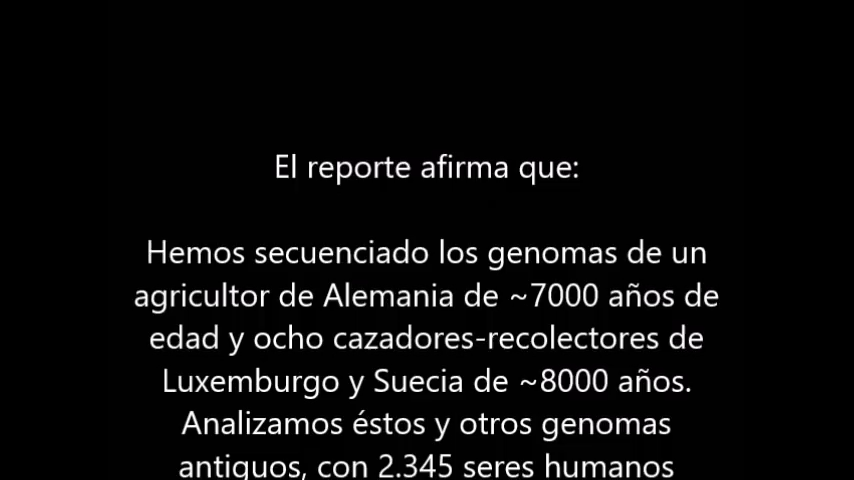 El reporte afirma que:
Hemos secuenciado los genomas de un
agricultor de Alemania de ~7000 años de
edad y ocho cazadores-recolectores de
Luxemburgo y Suecia de ~8000 años.
Analizamos éstos y otros genomas
antiguos, con 2.345 seres humanos